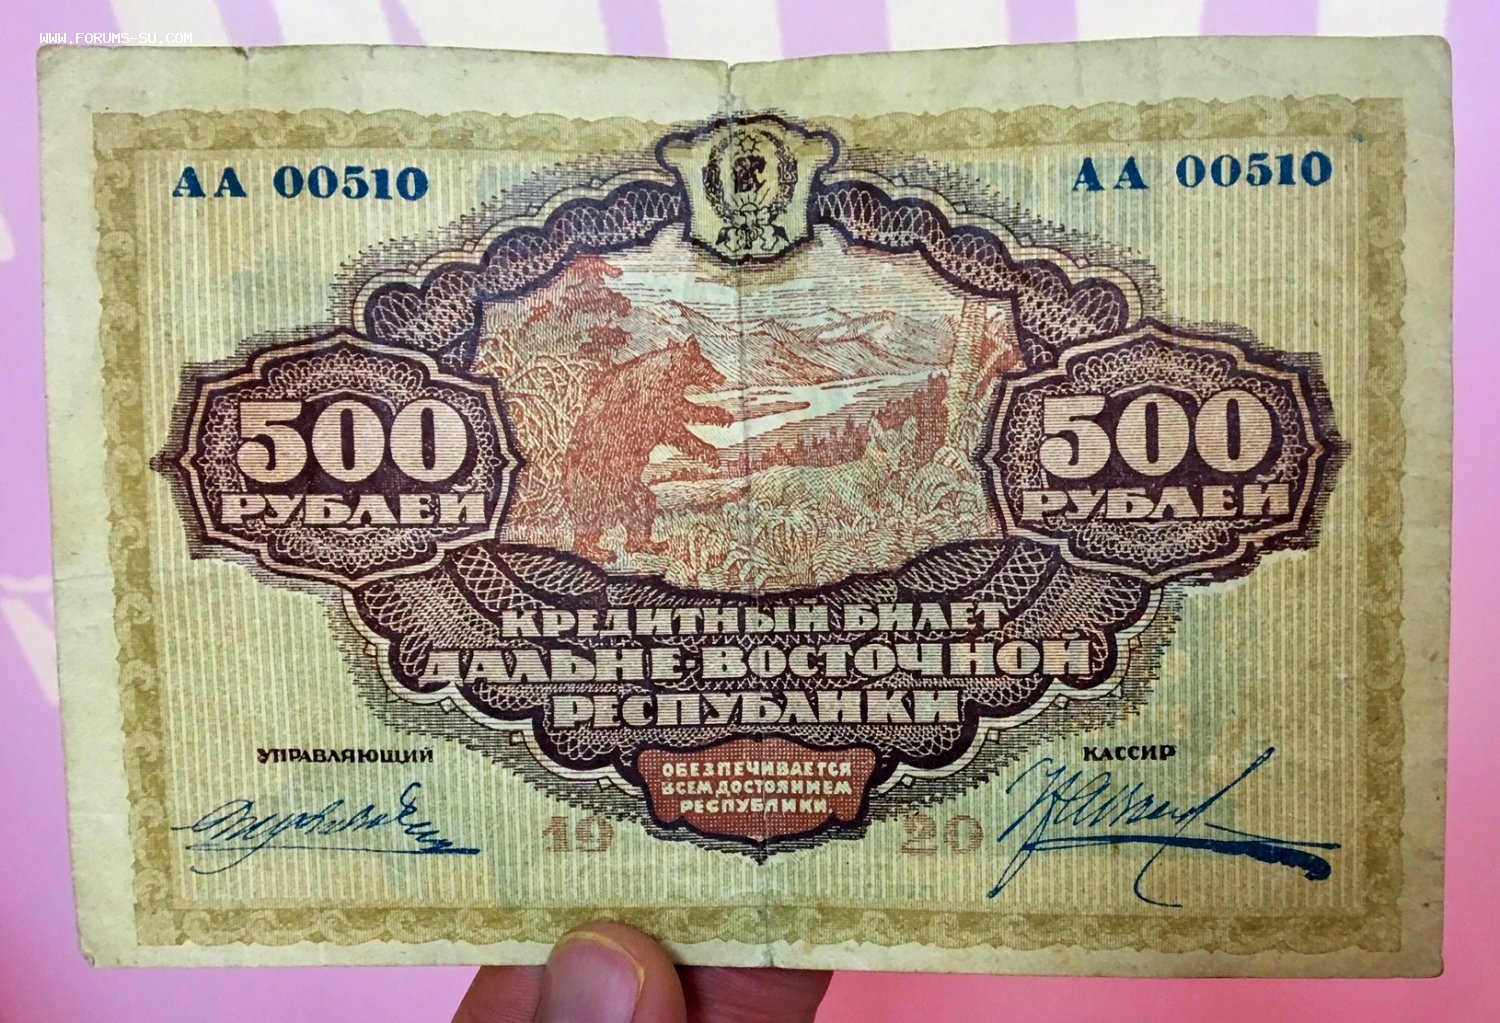 WWW.FORUMS-SU.COM
АА 00510
АА 00510
500
РУБЛЕЙ
500
РУБЛЕЙ
КРЕДИТНЫЙ БИЛЕТ
ДАЛЬНЕ-ВОСТОЧНОЙ
РЕСПУБЛИКИ
УПРАВЛЯЮЩИЙ
КАССИР
ОБЕЗПЕЧИВАЕТСЯ
ВСЕМ ДОСТОЯНИЕМ
РЕСПУБЛИКИ.
19 20